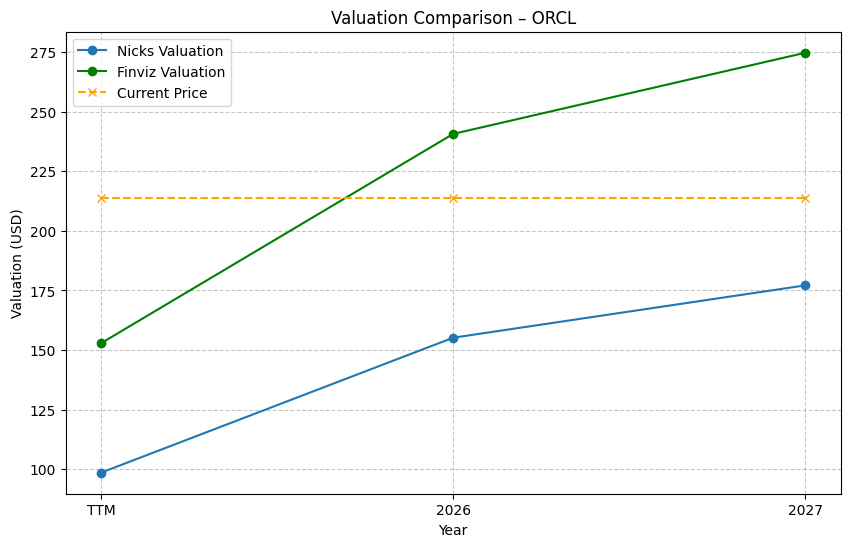 Valuation Comparison – ORCL
Nicks Valuation
Finviz Valuation
Current Price
Valuation (USD)
275
250
225
200
175
150
125
100
TTM 2026 2027
Year